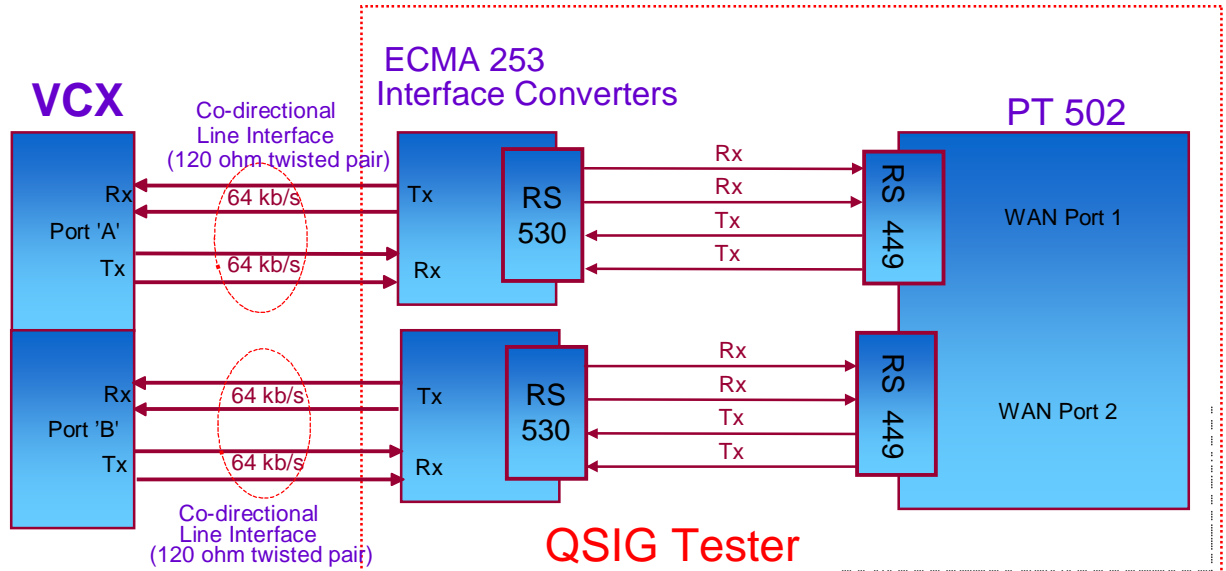 ECMA 253
Interface Converters
VCX
PT 502
Co-directional
Line Interface
(120 ohm twisted pair)
Rx
64 kb/s
Port 'A'
Tx
64 kb/s
Tx
Rx
RS
530
Rx
Rx
Tx
Tx
RS 449
WAN Port 1
Rx
64 kb/s
Port 'B'
Tx
64 kb/s
Tx
Rx
RS
530
Rx
Rx
Tx
Tx
RS 449
WAN Port 2
Co-directional
Line Interface
(120 ohm twisted pair)
QSIG Tester